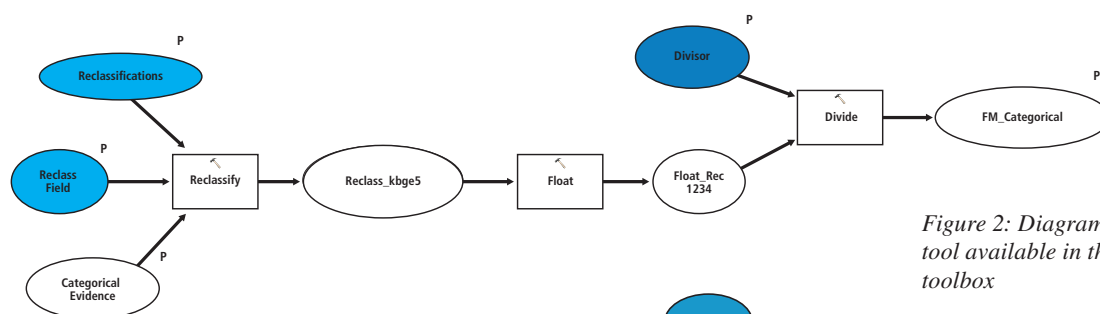 P
Reclassifications
P
Reclass
Field
Reclassify
P
Categorical
Evidence
Reclass_kbge5
Float
Float_Rec
1234
P
Divisor
Divide
P
FM_Categorical
Figure 2: Diagram
tool available in th
toolbox